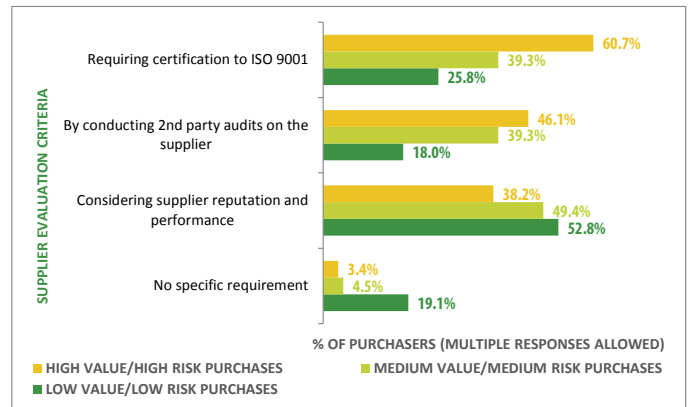 SUPPLIER EVALUATION CRITERIA
Requiring certification to ISO 9001
60.7%
39.3%
25.8%
By conducting 2nd party audits on the
supplier
46.1%
39.3%
18.0%
Considering supplier reputation and
performance
38.2%
49.4%
52.8%
No specific requirement
3.4%
4.5%
19.1%
% OF PURCHASERS (MULTIPLE RESPONSES ALLOWED)
HIGH VALUE/HIGH RISK PURCHASES
MEDIUM VALUE/MEDIUM RISK PURCHASES
LOW VALUE/LOW RISK PURCHASES